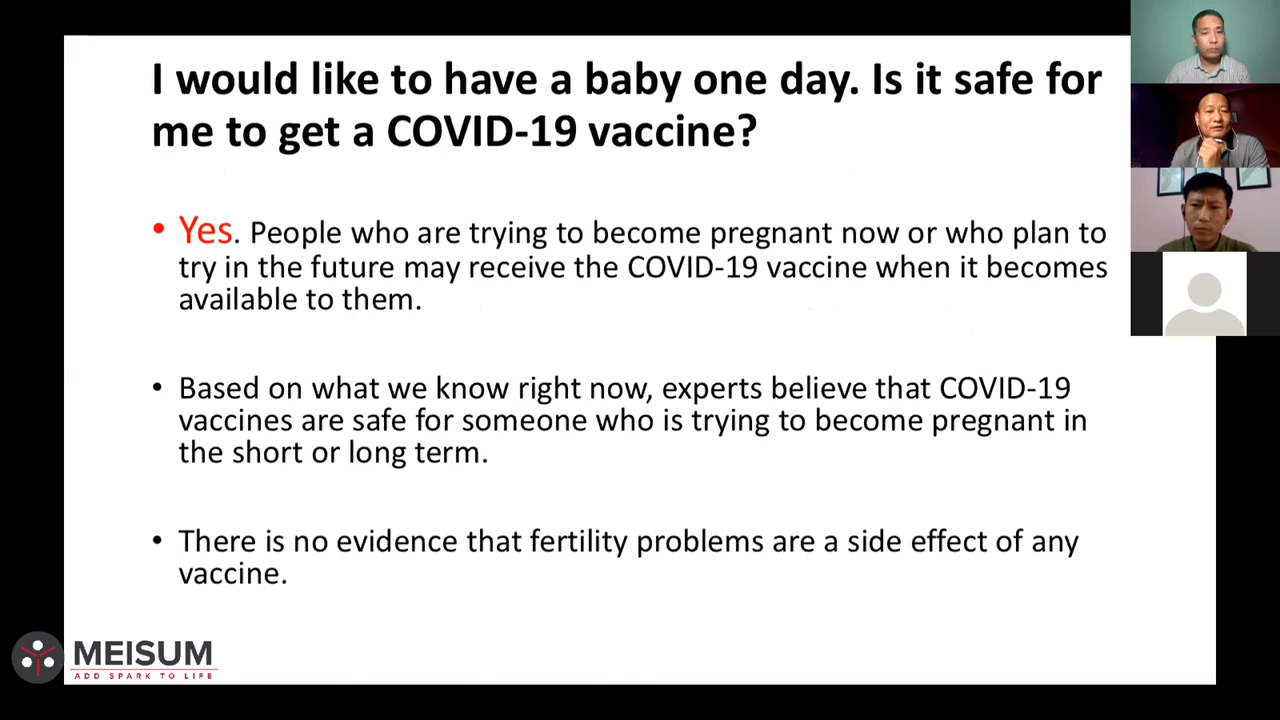 I would like to have a baby one day. Is it safe for
me to get a COVID-19 vaccine?
• Yes. People who are trying to become pregnant now or who plan to
try in the future may receive the COVID-19 vaccine when it becomes
available to them.
• Based on what we know right now, experts believe that COVID-19
vaccines are safe for someone who is trying to become pregnant in
the short or long term.
• There is no evidence that fertility problems are a side effect of any
vaccine.
MEISUM
ADD SPARK TO LIFE